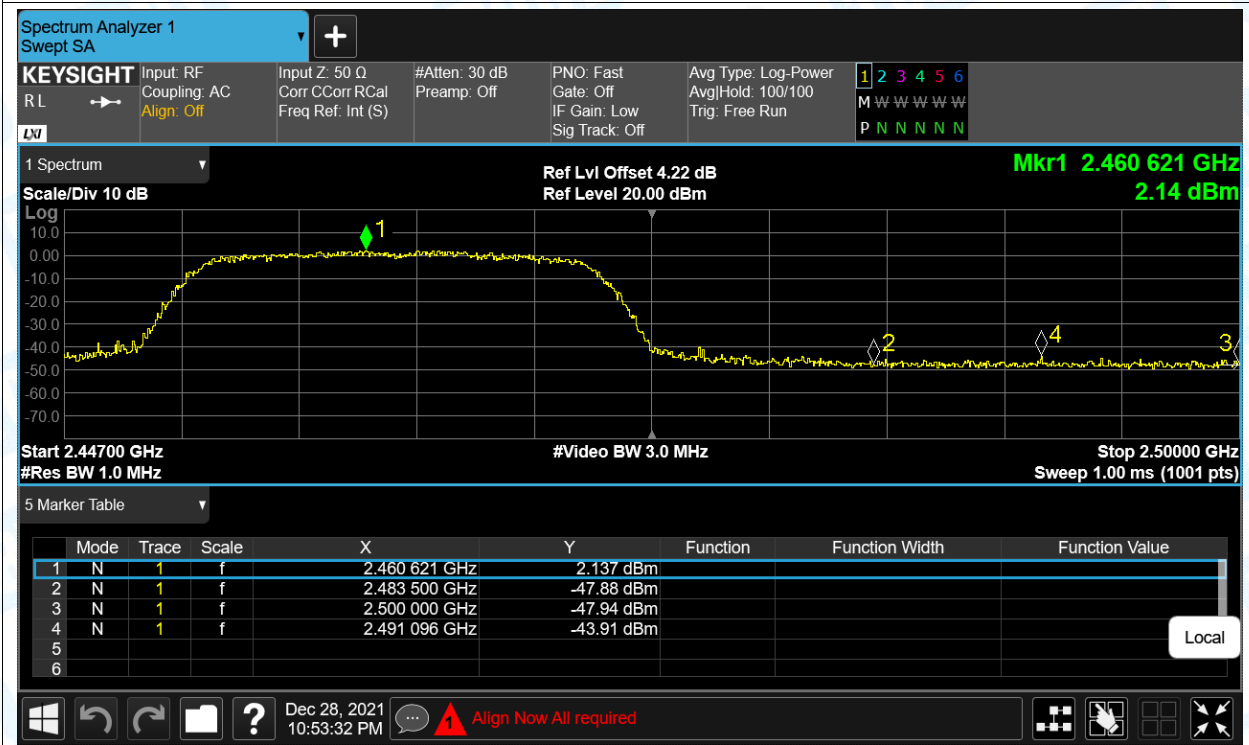 Spectrum Analyzer 1
Swept SA
KEYSIGHT
R L
LXI
Input: RF
Coupling: AC
Align: Off
Input Z: 50 Ω
Corr CCorr RCal
Freq Ref: Int (S)
#Atten: 30 dB
Preamp: Off
PNO: Fast
Gate: Off
IF Gain: Low
Sig Track: Off
Avg Type: Log-Power
Avg|Hold: 100/100
Trig: Free Run
1 2 3 4 5 6
M W W W W W
P N N N N N
1 Spectrum
Scale/Div 10 dB
Ref Lvl Offset 4.22 dB
Ref Level 20.00 dBm
Mkr1 2.460 621 GHz
2.14 dBm
Log
10.0
0.00
-10.0
-20.0
-30.0
-40.0
-50.0
-60.0
-70.0
1
2
4
3
Start 2.44700 GHz
#Res BW 1.0 MHz
#Video BW 3.0 MHz
Stop 2.50000 GHz
Sweep 1.00 ms (1001 pts)
5 Marker Table
Mode Trace Scale X Y Function Function Width Function Value
1 N 1 f 2.460 621 GHz 2.137 dBm
2 N 1 f 2.483 500 GHz -47.88 dBm
3 N 1 f 2.500 000 GHz -47.94 dBm
4 N 1 f 2.491 096 GHz -43.91 dBm
5
6
Local
?
Dec 28, 2021
10:53:32 PM
1 Align Now All required